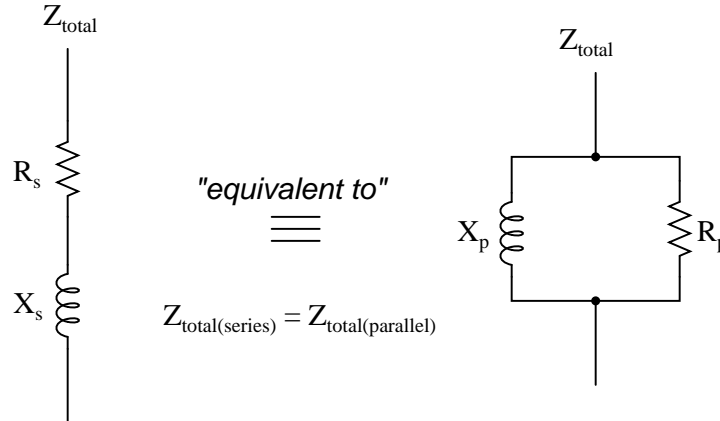 Z_total
R_s
X_s
"equivalent to"
Z_total(series) = Z_total(parallel)
Z_total
X_p
R_p